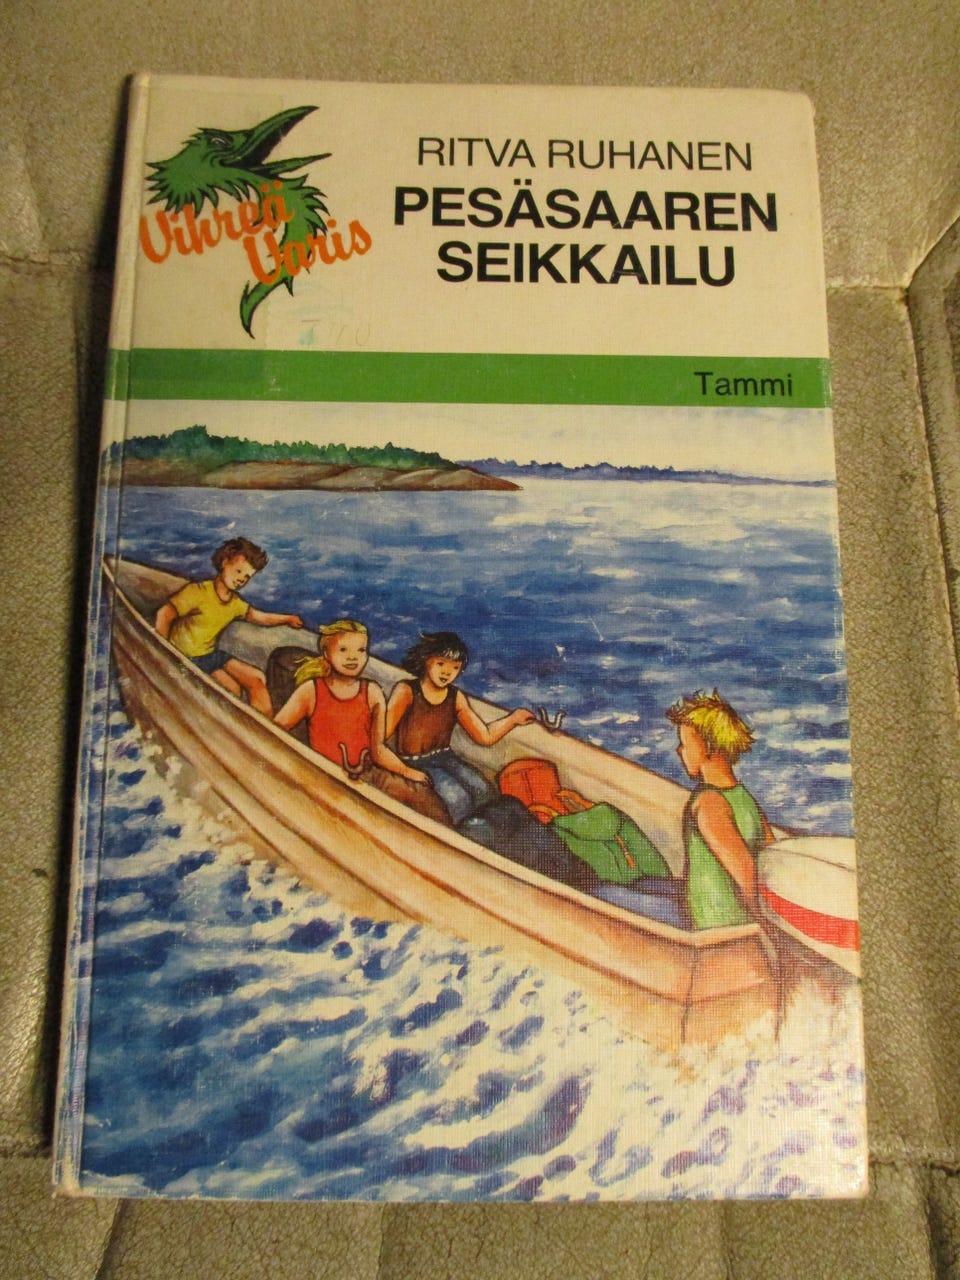 Vihreä
Varis
RITVA RUHANEN
PESÄSAAREN
SEIKKAILU
Tammi